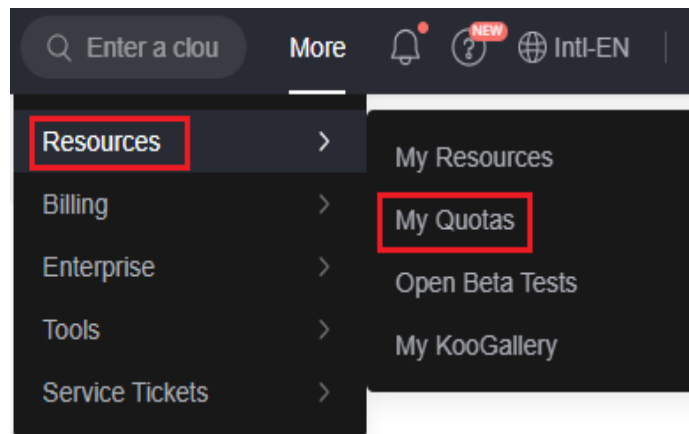 Enter a clou More NEW Intl-EN
Resources
Billing
Enterprise
Tools
Service Tickets
My Resources
My Quotas
Open Beta Tests
My KooGallery